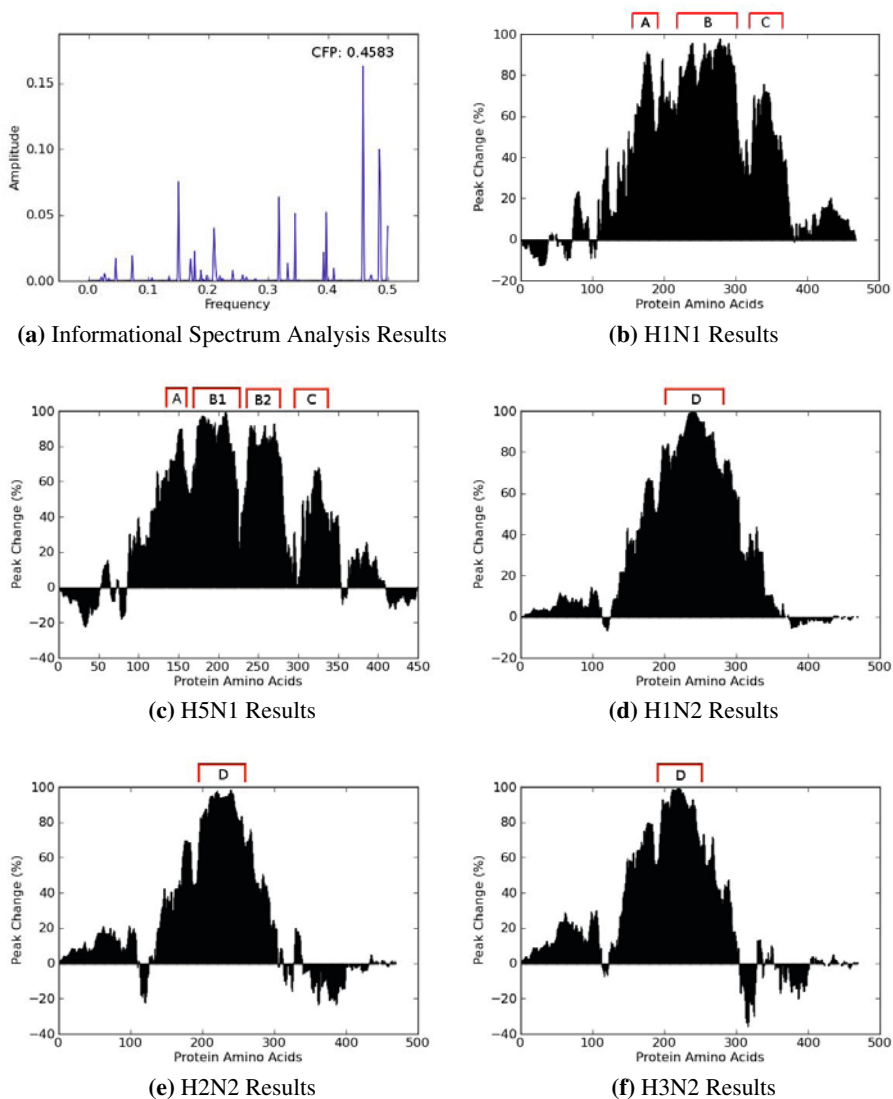 CFP: 0.4583
Amplitude
0.15
0.10
0.05
0.00
0.0 0.1 0.2 0.3 0.4 0.5
Frequency
(a) Informational Spectrum Analysis Results
A B C
Peak Change (%)
100
80
60
40
20
0
−20
0 100 200 300 400 500
Protein Amino Acids
(b) H1N1 Results
A B1 B2 C
Peak Change (%)
100
80
60
40
20
0
−20
−40
0 50 100 150 200 250 300 350 400 450
Protein Amino Acids
(c) H5N1 Results
D
Peak Change (%)
100
80
60
40
20
0
−20
0 100 200 300 400 500
Protein Amino Acids
(d) H1N2 Results
D
Peak Change (%)
100
80
60
40
20
0
−20
−40
0 100 200 300 400 500
Protein Amino Acids
(e) H2N2 Results
D
Peak Change (%)
100
80
60
40
20
0
−20
−40
0 100 200 300 400 500
Protein Amino Acids
(f) H3N2 Results